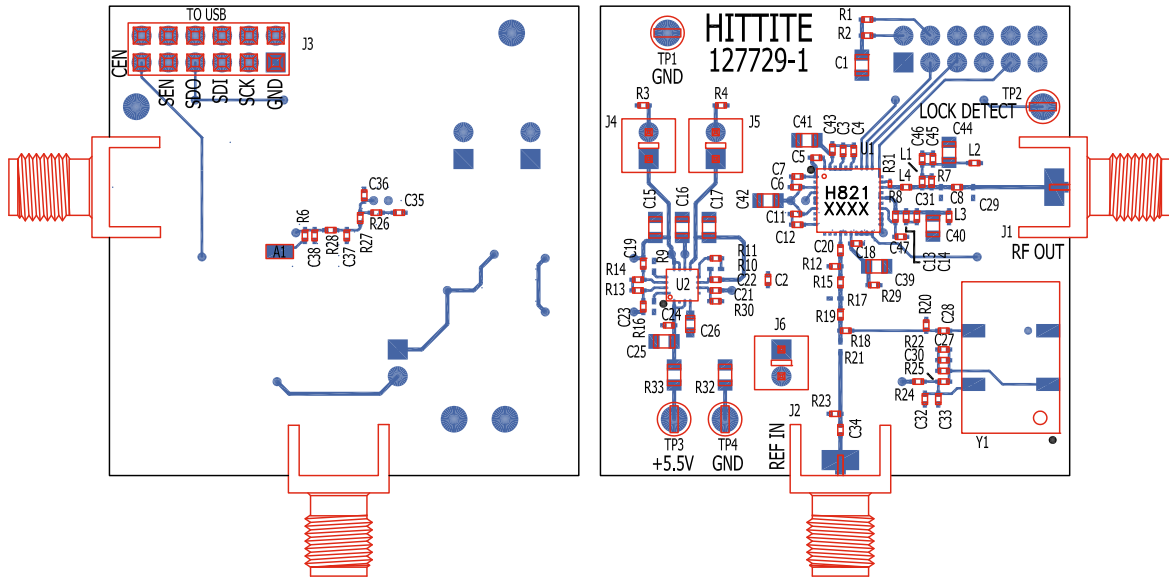 TO USB
J3
CEN
SEN
SDO
SDI
SCK
GND
C36
C35
R26
R27
R6
C38
R28
C37
A1
HITTITE
127729-1
R1
R2
C1
TP1
GND
TP2
LOCK DETECT
R3
R4
J4
J5
C41
C43
C3
C4
U1
C5
C7
C6
C42
C11
C12
H821
XXXX
R31
C46
C45
C44
L1
L2
L4
R7
C8
C29
R8
C31
L3
C40
C47
C13
C14
J1
RF OUT
C15
C16
C17
C19
R9
R11
R10
R14
C22
R13
U2
C21
R30
C2
C23
R16
C24
C26
C25
C20
C18
R12
R15
C39
R29
R17
R19
R18
R21
J6
R33
R32
TP3
+5.5V
TP4
GND
J2
REF IN
R23
C34
R20
C28
R22
C27
C30
R25
R24
C32
C33
Y1